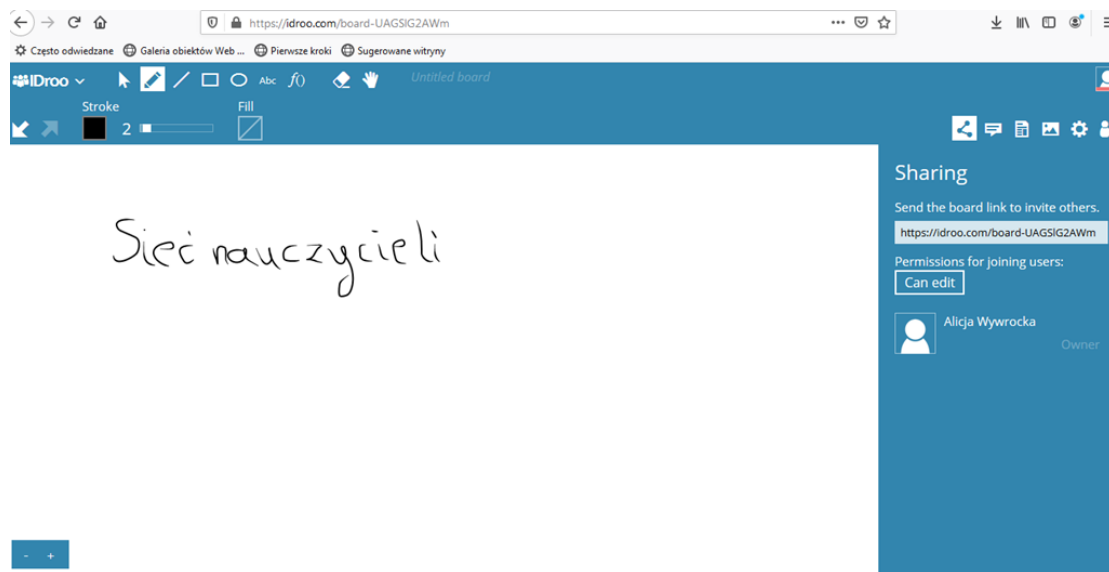 https://idroo.com/board-UAGSIG2AWm
Często odwiedzane Galeria obiektów Web ... Pierwsze kroki Sugerowane witryny
IDroo Abc f() Untitled board
Stroke Fill
2
Sharing
Send the board link to invite others.
https://idroo.com/board-UAGSIG2AWm
Permissions for joining users:
Can edit
Alicja Wywrocka
Owner
Sieć nauczycieli
- +